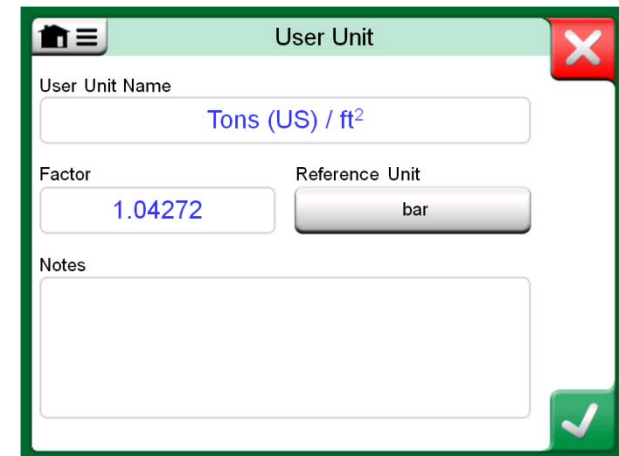 User Unit
User Unit Name
Tons (US) / ft²
Factor
Reference Unit
1.04272
bar
Notes